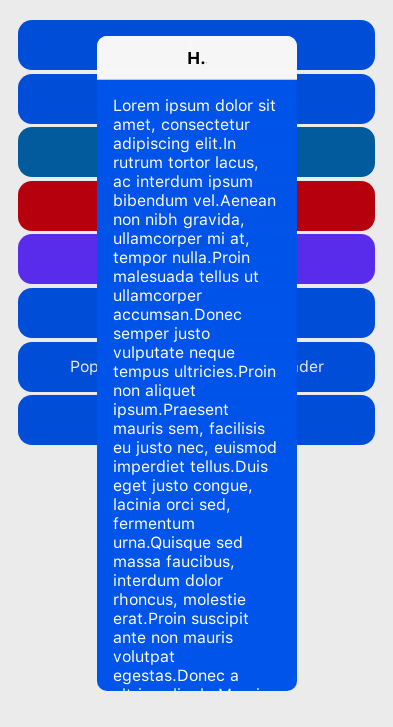 H..
Lorem ipsum dolor sit
amet, consectetur
adipiscing elit.In
rutrum tortor lacus,
ac interdum ipsum
bibendum vel.Aenean
non nibh gravida,
ullamcorper mi at,
tempor nulla.Proin
malesuada tellus ut
ullamcorper
accumsan.Donec
semper justo
vulputate neque
tempus ultricies.Proin
non aliquet
ipsum.Praesent
mauris sem, facilisis
eu justo nec, euismod
imperdiet tellus.Duis
eget justo congue,
lacinia orci sed,
fermentum
urna.Quisque sed
massa faucibus,
interdum dolor
rhoncus, molestie
erat.Proin suscipit
ante non mauris
volutpat
egestas.Donec a
Pop